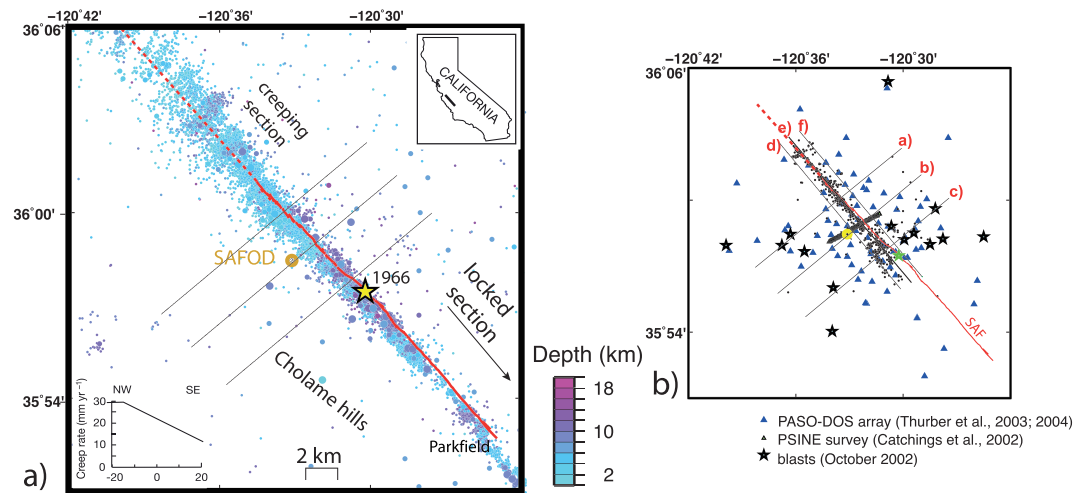 −120˚42'
−120˚36'
−120˚30'
36˚06'
36˚00'
35˚54'
creeping
section
CALIFORNIA
SAFOD
1966
locked
section
Cholame hills
Parkfield
NW
SE
Creep rate (mm yr⁻¹)
30
20
10
0
-20
0
20
2 km
a)
Depth (km)
18
10
2
−120˚42'
−120˚36'
−120˚30'
36˚06'
35˚54'
e)
f)
d)
a)
b)
c)
SAF
b)
PASO-DOS array (Thurber et al., 2003; 2004)
PSINE survey (Catchings et al., 2002)
blasts (October 2002)